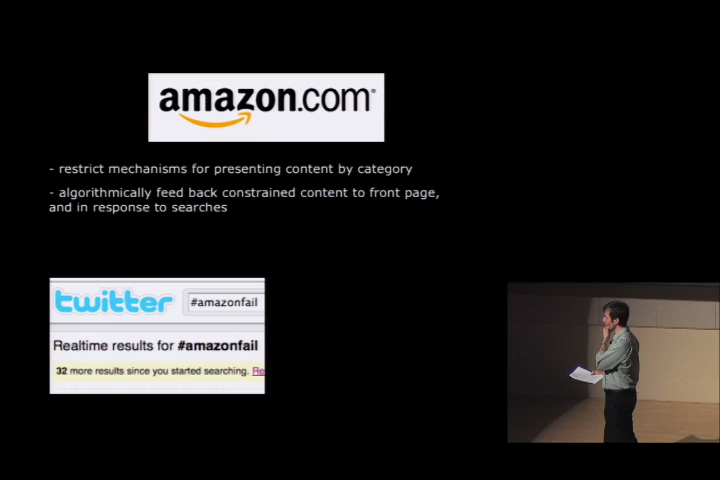 amazon.com®
- restrict mechanisms for presenting content by category
- algorithmically feed back constrained content to front page,
and in response to searches
twitter #amazonfail
Realtime results for #amazonfail
32 more results since you started searching. Re